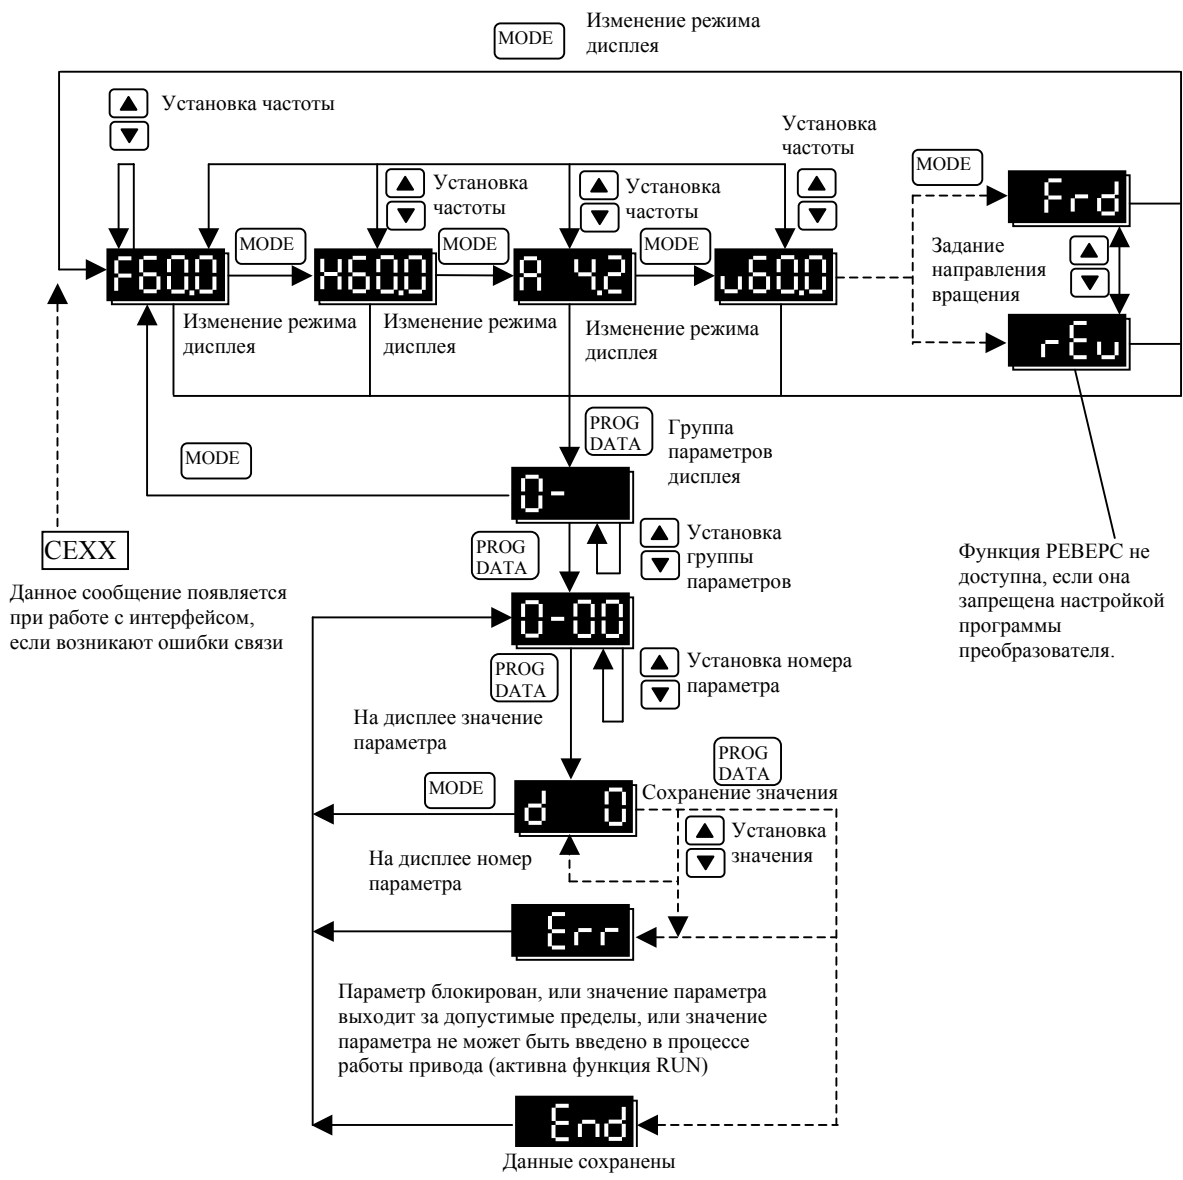 MODE
Изменение режима
дисплея
Установка частоты
Установка
частоты
MODE
Установка
частоты
Установка
частоты
MODE
MODE
MODE
Frd
F60.0
H60.0
A 4.2
u60.0
Задание
направления
вращения
Изменение режима
дисплея
Изменение режима
дисплея
Изменение режима
дисплея
rEu
PROG
DATA
Группа
параметров
дисплея
MODE
0-
CEXX
Данное сообщение появляется
при работе с интерфейсом,
если возникают ошибки связи
PROG
DATA
Установка
группы
параметров
Функция РЕВЕРС не
доступна, если она
запрещена настройкой
программы
преобразователя.
0-00
PROG
DATA
Установка номера
параметра
На дисплее значение
параметра
PROG
DATA
MODE
d 0
Сохранение значения
Установка
значения
На дисплее номер
параметра
Err
Параметр блокирован, или значение параметра
выходит за допустимые пределы, или значение
параметра не может быть введено в процессе
работы привода (активна функция RUN)
End
Данные сохранены